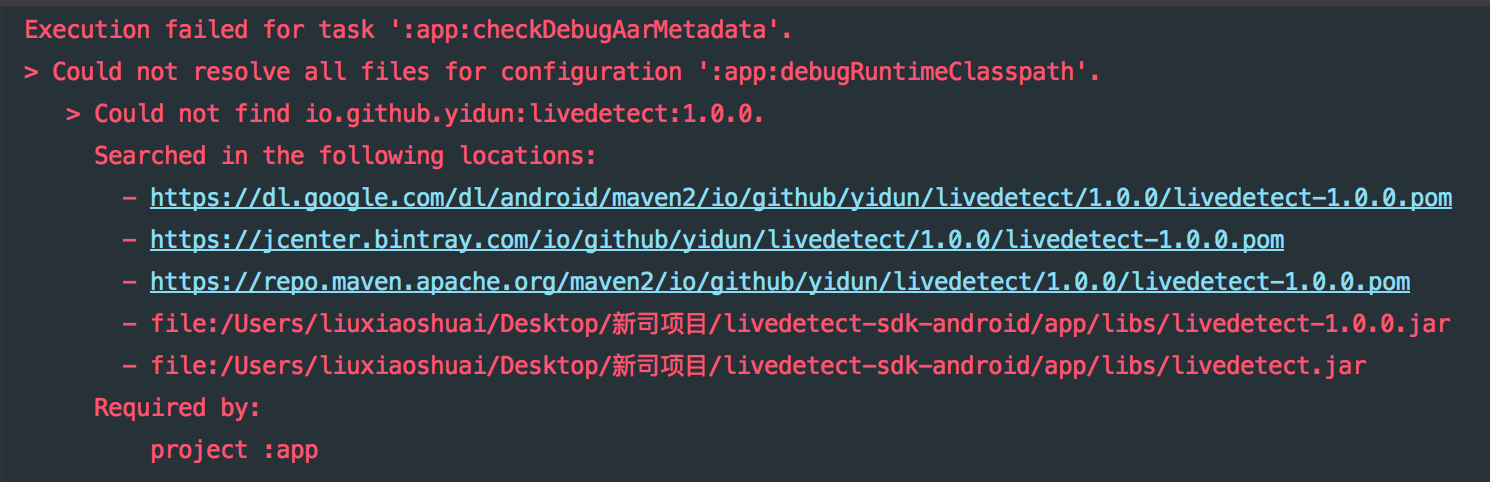 Execution failed for task ':app:checkDebugAarMetadata'.
> Could not resolve all files for configuration ':app:debugRuntimeClasspath'.
> Could not find io.github.yidun:livedetect:1.0.0.
Searched in the following locations:
- https://dl.google.com/dl/android/maven2/io/github/yidun/livedetect/1.0.0/livedetect-1.0.0.pom
- https://jcenter.bintray.com/io/github/yidun/livedetect/1.0.0/livedetect-1.0.0.pom
- https://repo.maven.apache.org/maven2/io/github/yidun/livedetect/1.0.0/livedetect-1.0.0.pom
- file:/Users/liuxiaoshuai/Desktop/新司项目/livedetect-sdk-android/app/libs/livedetect-1.0.0.jar
- file:/Users/liuxiaoshuai/Desktop/新司项目/livedetect-sdk-android/app/libs/livedetect.jar
Required by:
project :app